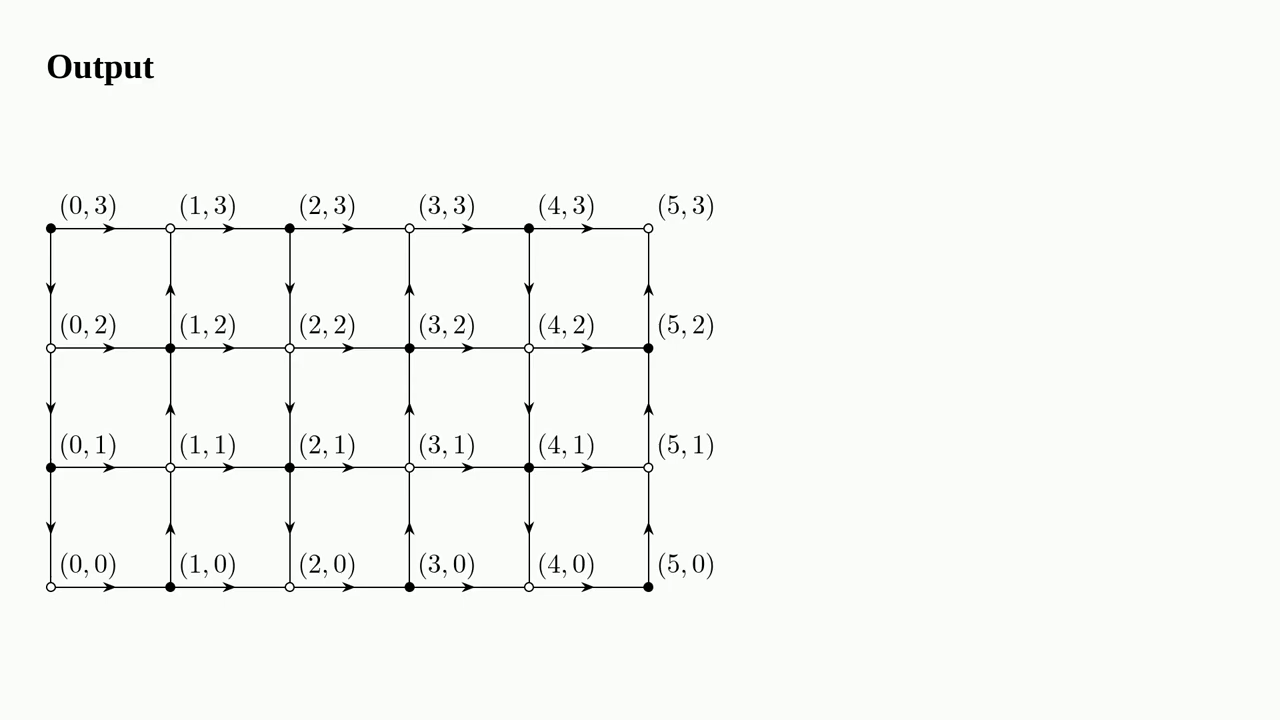 Output
(0, 3) (1, 3) (2, 3) (3, 3) (4, 3) (5, 3)
(0, 2) (1, 2) (2, 2) (3, 2) (4, 2) (5, 2)
(0, 1) (1, 1) (2, 1) (3, 1) (4, 1) (5, 1)
(0, 0) (1, 0) (2, 0) (3, 0) (4, 0) (5, 0)